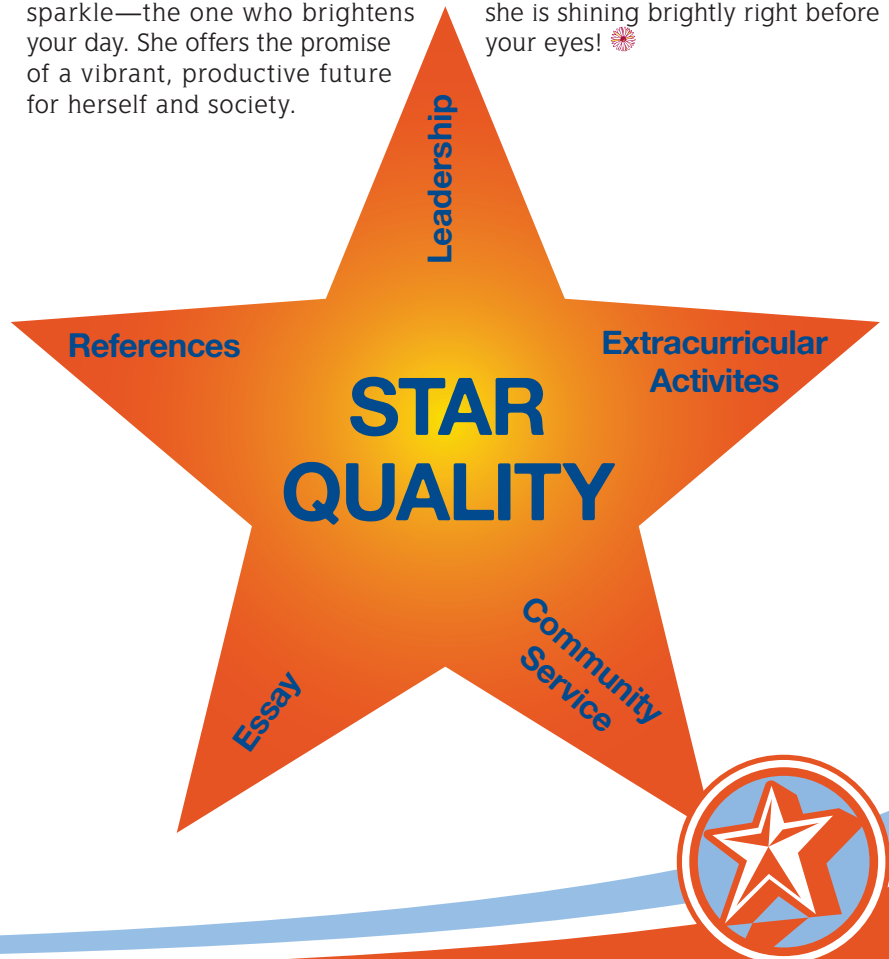 sparkle—the one who brightens
your day. She offers the promise
of a vibrant, productive future
for herself and society.
she is shining brightly right before
your eyes!
Leadership
References
Extracurricular
Activites
STAR
QUALITY
Essay
Community
Service